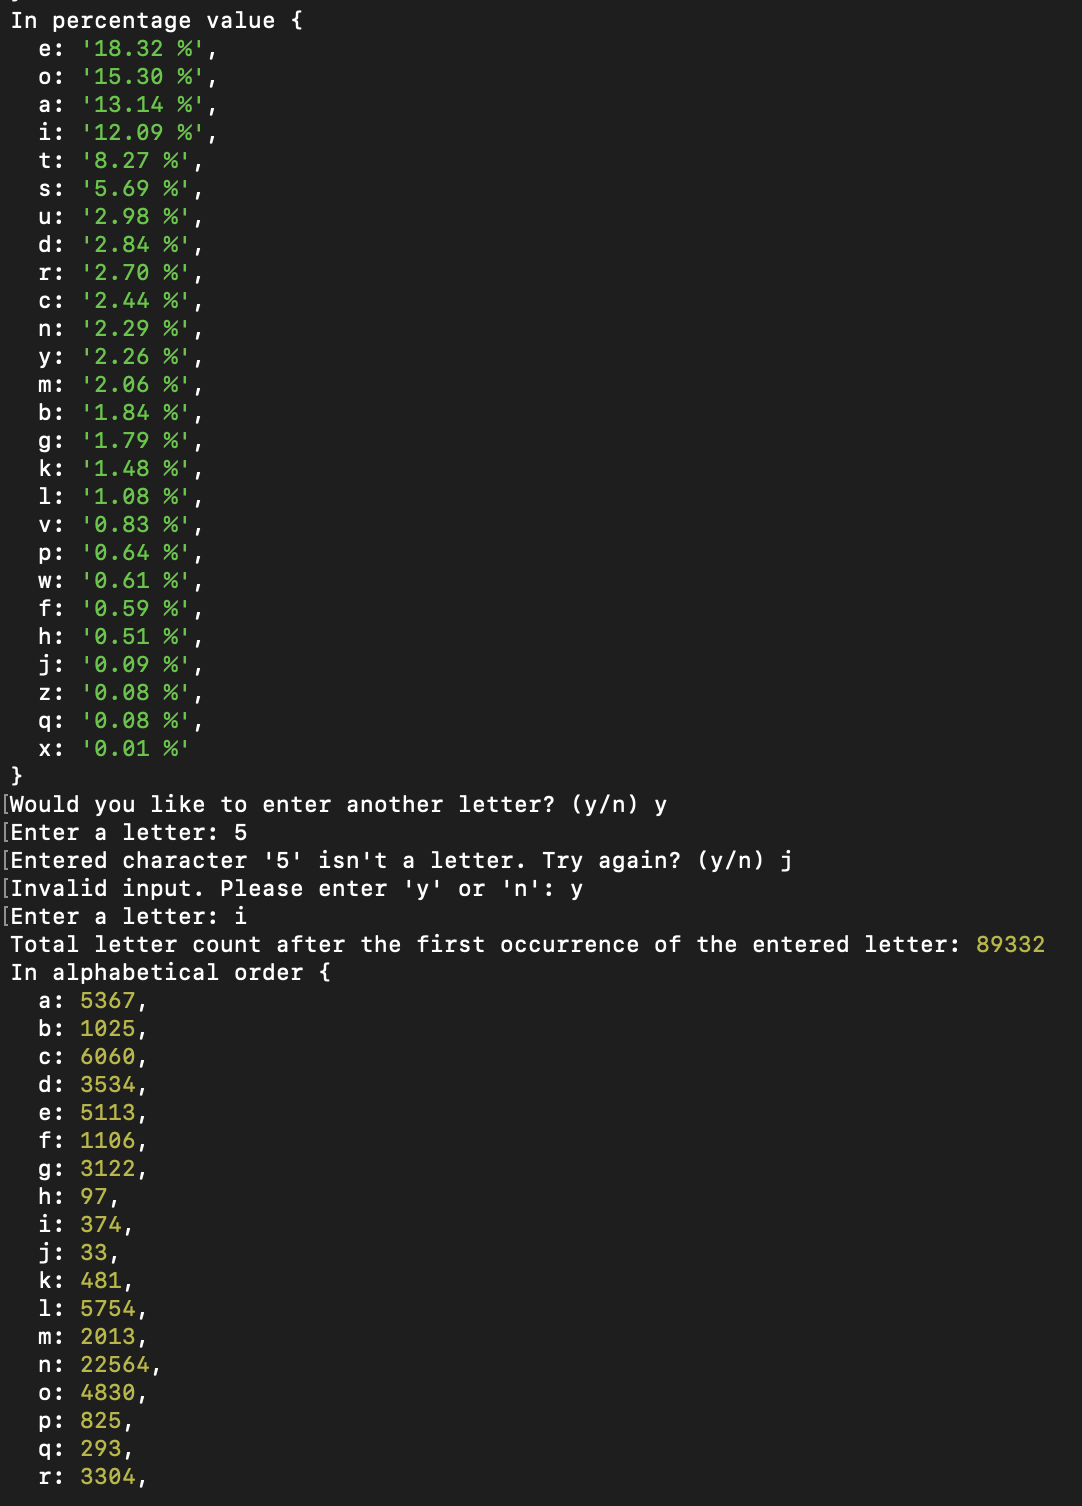 In percentage value {
e: '18.32 %',
o: '15.30 %',
a: '13.14 %',
i: '12.09 %',
t: '8.27 %',
s: '5.69 %',
u: '2.98 %',
d: '2.84 %',
r: '2.70 %',
c: '2.44 %',
n: '2.29 %',
y: '2.26 %',
m: '2.06 %',
b: '1.84 %',
g: '1.79 %',
k: '1.48 %',
l: '1.08 %',
v: '0.83 %',
p: '0.64 %',
w: '0.61 %',
f: '0.59 %',
h: '0.51 %',
j: '0.09 %',
z: '0.08 %',
q: '0.08 %',
x: '0.01 %'
}
[Would you like to enter another letter? (y/n) y
[Enter a letter: 5
[Entered character '5' isn't a letter. Try again? (y/n) j
[Invalid input. Please enter 'y' or 'n': y
[Enter a letter: i
Total letter count after the first occurrence of the entered letter: 89332
In alphabetical order {
a: 5367,
b: 1025,
c: 6060,
d: 3534,
e: 5113,
f: 1106,
g: 3122,
h: 97,
i: 374,
j: 33,
k: 481,
l: 5754,
m: 2013,
n: 22564,
o: 4830,
p: 825,
q: 293,
r: 3304,